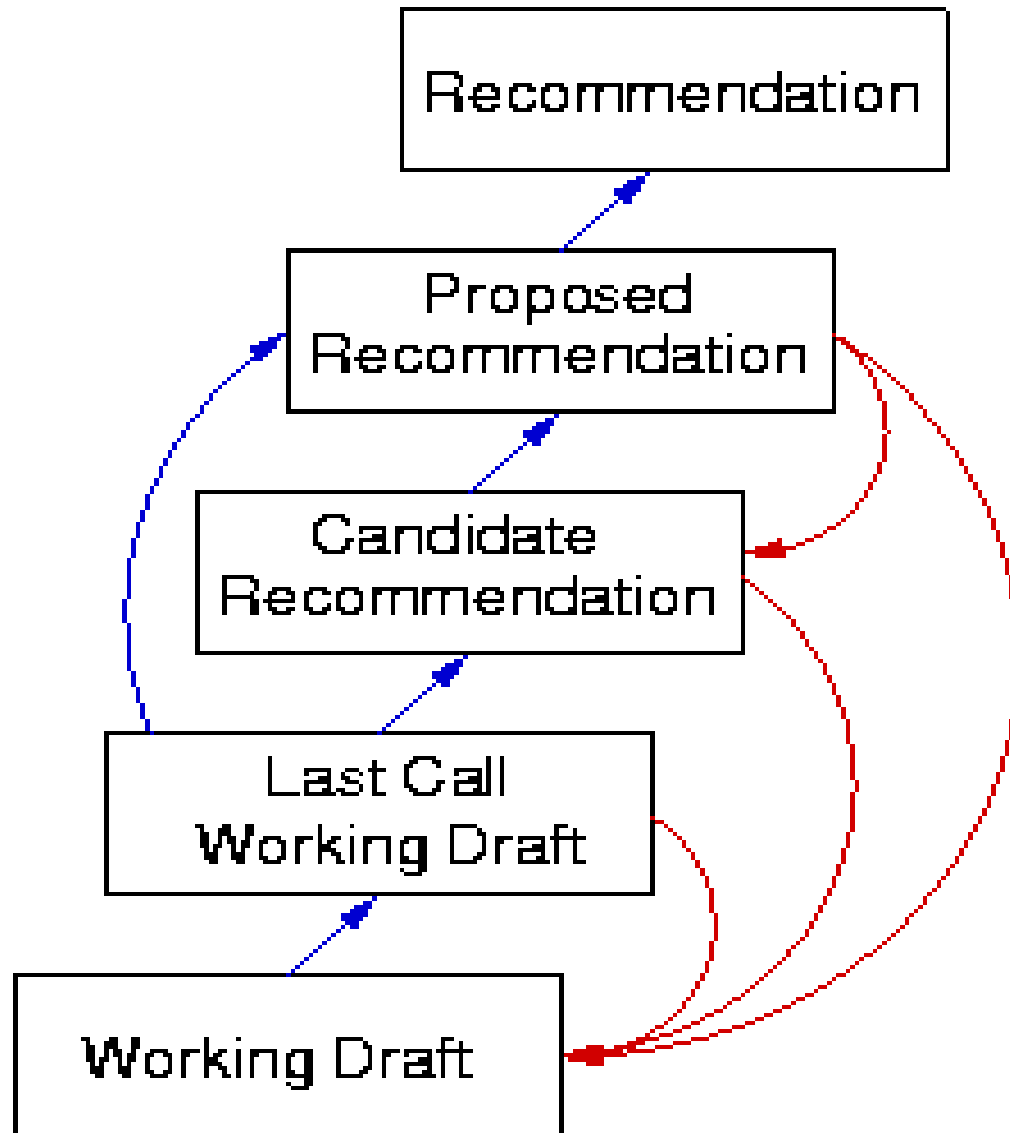 Recommendation
Proposed
Recommendation
Candidate
Recommendation
Last Call
Working Draft
Working Draft